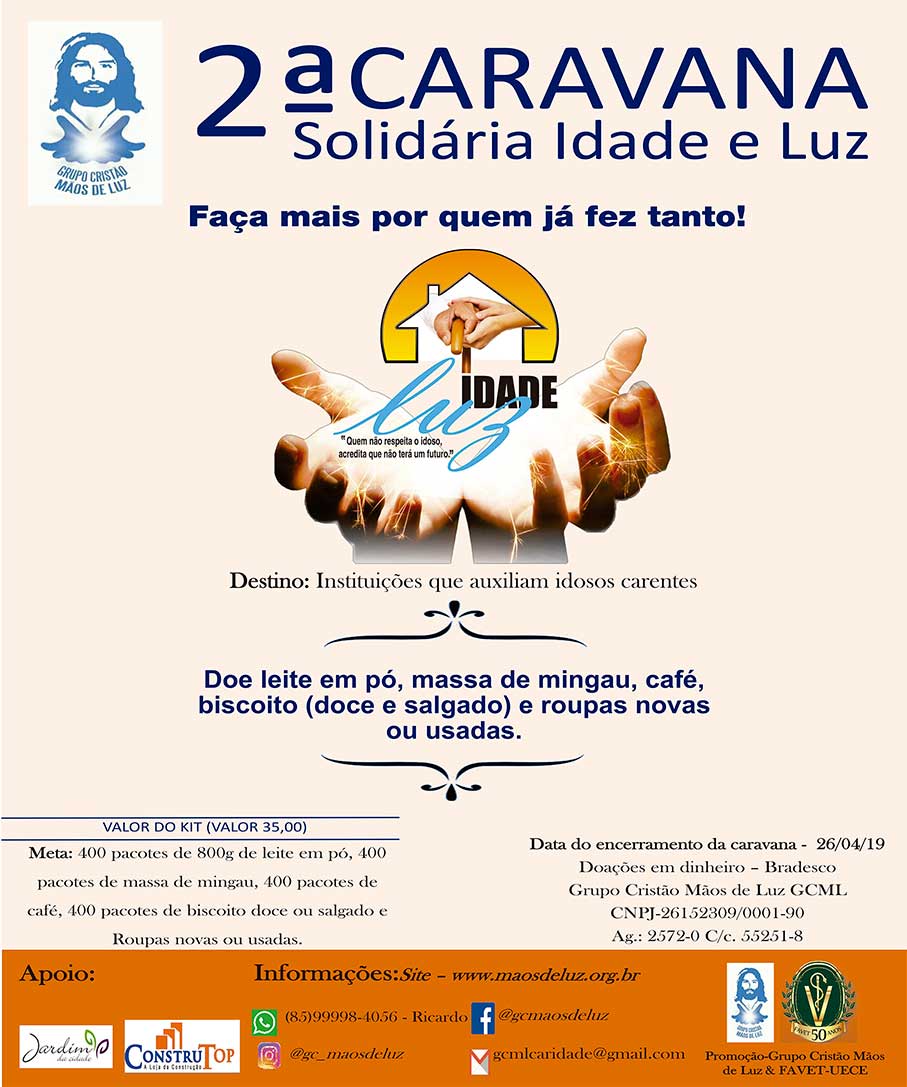 GRUPO CRISTÃO
MÃOS DE LUZ
2ª CARAVANA
Solidária Idade e Luz
Faça mais por quem já fez tanto!
IDADE
luz
"Quem não respeita o idoso,
acredita que não terá um futuro."
Destino: Instituições que auxiliam idosos carentes
Doe leite em pó, massa de mingau, café,
biscoito (doce e salgado) e roupas novas
ou usadas.
VALOR DO KIT (VALOR 35,00)
Meta: 400 pacotes de 800g de leite em pó, 400
pacotes de massa de mingau, 400 pacotes de
café, 400 pacotes de biscoito doce ou salgado e
Roupas novas ou usadas.
Data do encerramento da caravana - 26/04/19
Doações em dinheiro – Bradesco
Grupo Cristão Mãos de Luz GCML
CNPJ-26152309/0001-90
Ag.: 2572-0 C/c. 55251-8
Apoio:
Jardim
da cidade
CONSTRUTOP
A Loja da Construção
Informações: Site – www.maosdeluz.org.br
(85)99998-4056 - Ricardo
@gcmaosdeluz
@gc_maosdeluz
gcmlcaridade@gmail.com
GRUPO CRISTÃO
MÃOS DE LUZ
FAVET
50 ANOS
Promoção-Grupo Cristão Mãos
de Luz & FAVET-UECE